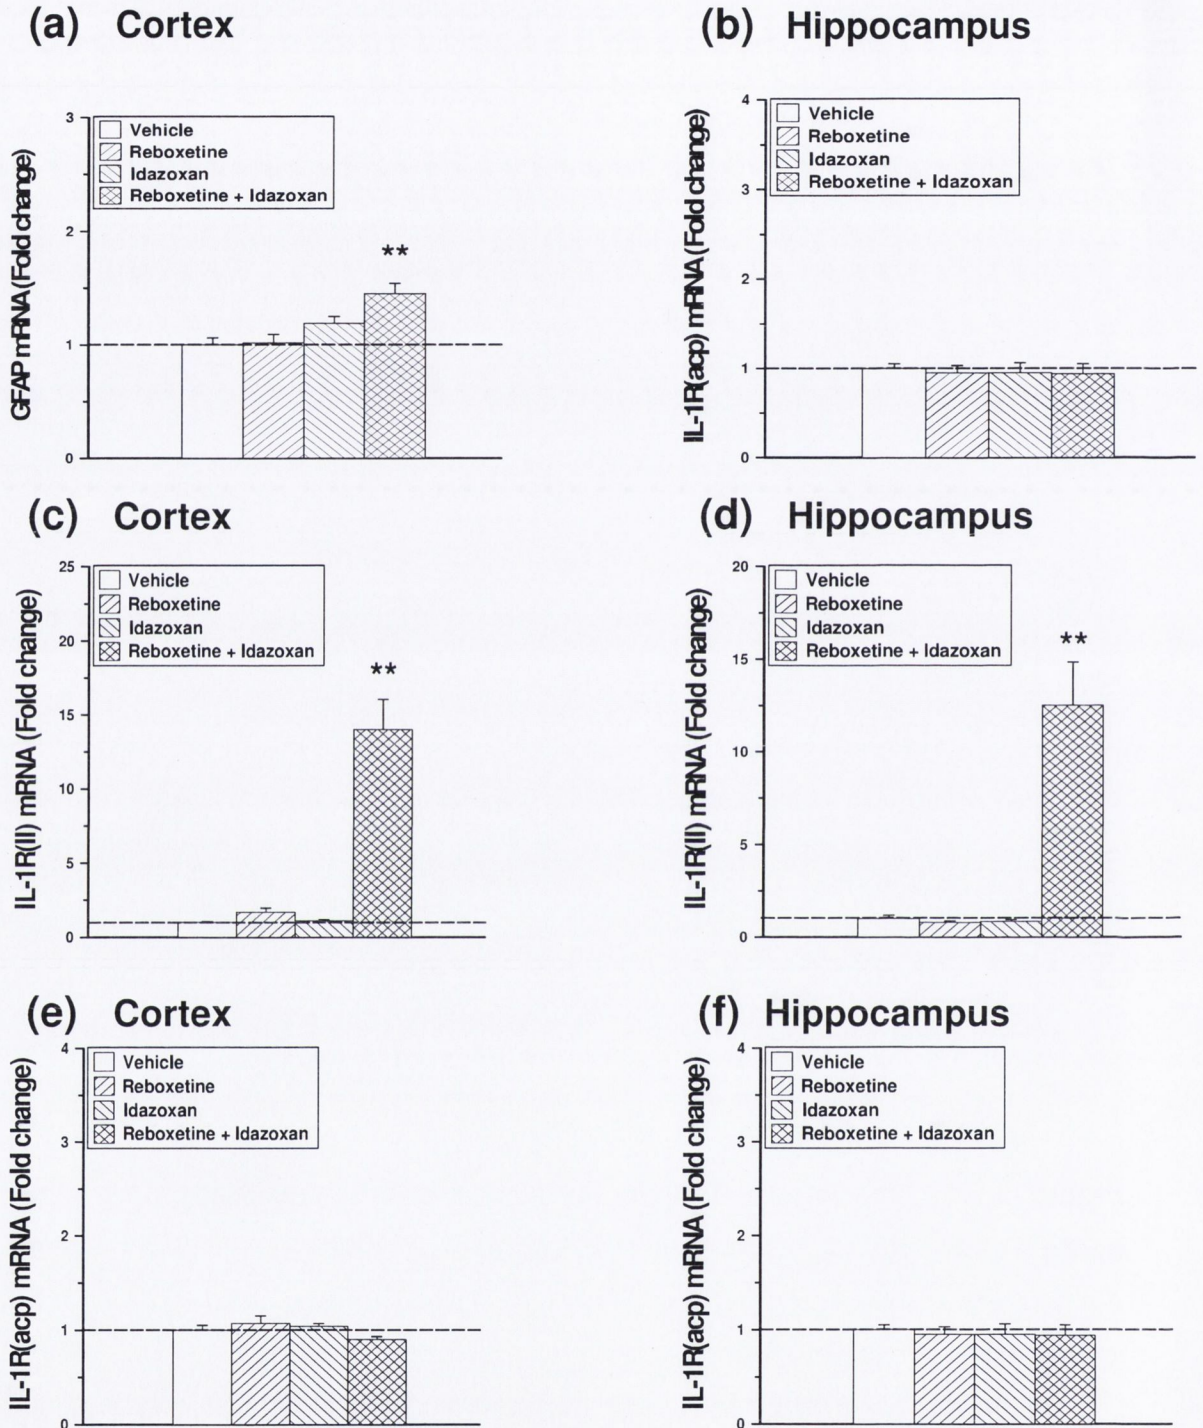 (a) Cortex
GFAP mRNA (Fold change)
3
2
1
0
Vehicle
Reboxetine
Idazoxan
Reboxetine + Idazoxan
**
(b) Hippocampus
IL-1R(acp) mRNA (Fold change)
4
3
2
1
0
Vehicle
Reboxetine
Idazoxan
Reboxetine + Idazoxan
(c) Cortex
IL-1R(II) mRNA (Fold change)
25
20
15
10
5
0
Vehicle
Reboxetine
Idazoxan
Reboxetine + Idazoxan
**
(d) Hippocampus
IL-1R(II) mRNA (Fold change)
20
15
10
5
0
Vehicle
Reboxetine
Idazoxan
Reboxetine + Idazoxan
**
(e) Cortex
IL-1R(acp) mRNA (Fold change)
4
3
2
1
0
Vehicle
Reboxetine
Idazoxan
Reboxetine + Idazoxan
(f) Hippocampus
IL-1R(acp) mRNA (Fold change)
4
3
2
1
0
Vehicle
Reboxetine
Idazoxan
Reboxetine + Idazoxan